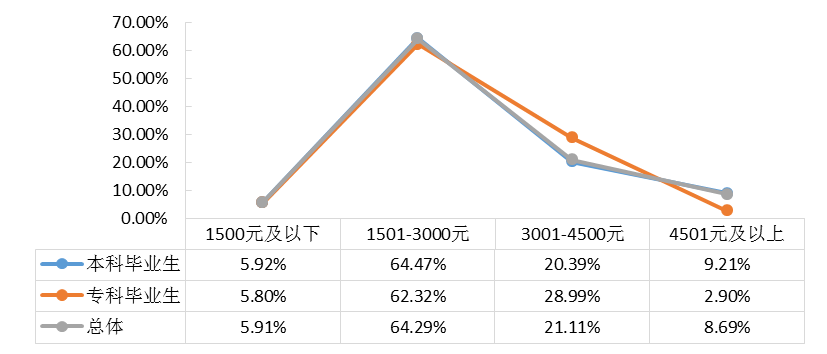 70.00%
60.00%
50.00%
40.00%
30.00%
20.00%
10.00%
0.00%
1500元及以下 1501-3000元 3001-4500元 4501元及以上
本科毕业生 5.92% 64.47% 20.39% 9.21%
专科毕业生 5.80% 62.32% 28.99% 2.90%
总体 5.91% 64.29% 21.11% 8.69%